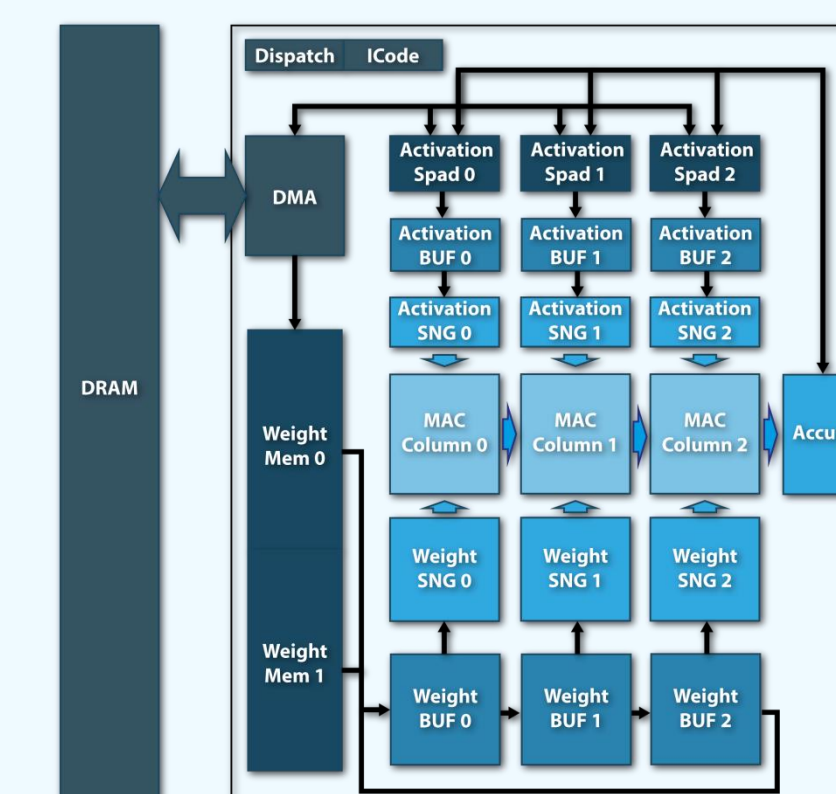 Dispatch ICode
Activation
Spad 0
Activation
Spad 1
Activation
Spad 2
DMA
Activation
BUF 0
Activation
BUF 1
Activation
BUF 2
Activation
SNG 0
Activation
SNG 1
Activation
SNG 2
DRAM
Weight
Mem 0
MAC
Column 0
MAC
Column 1
MAC
Column 2
Accu
Weight
SNG 0
Weight
SNG 1
Weight
SNG 2
Weight
Mem 1
Weight
BUF 0
Weight
BUF 1
Weight
BUF 2